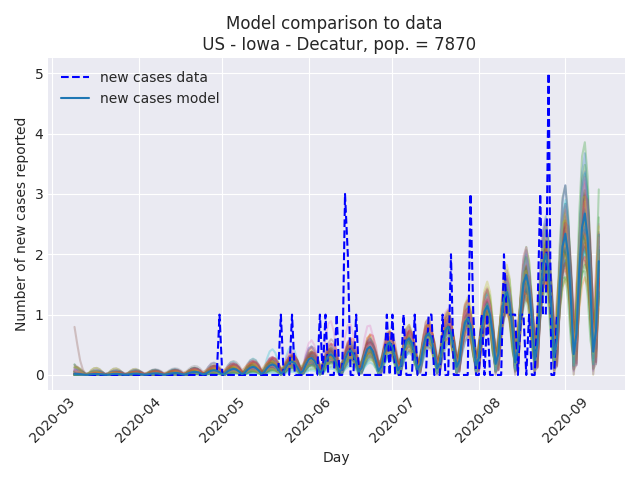 Model comparison to data
US - Iowa - Decatur, pop. = 7870
new cases data
new cases model
Number of new cases reported
5
4
3
2
1
0
2020-03
2020-04
2020-05
2020-06
2020-07
2020-08
2020-09
Day